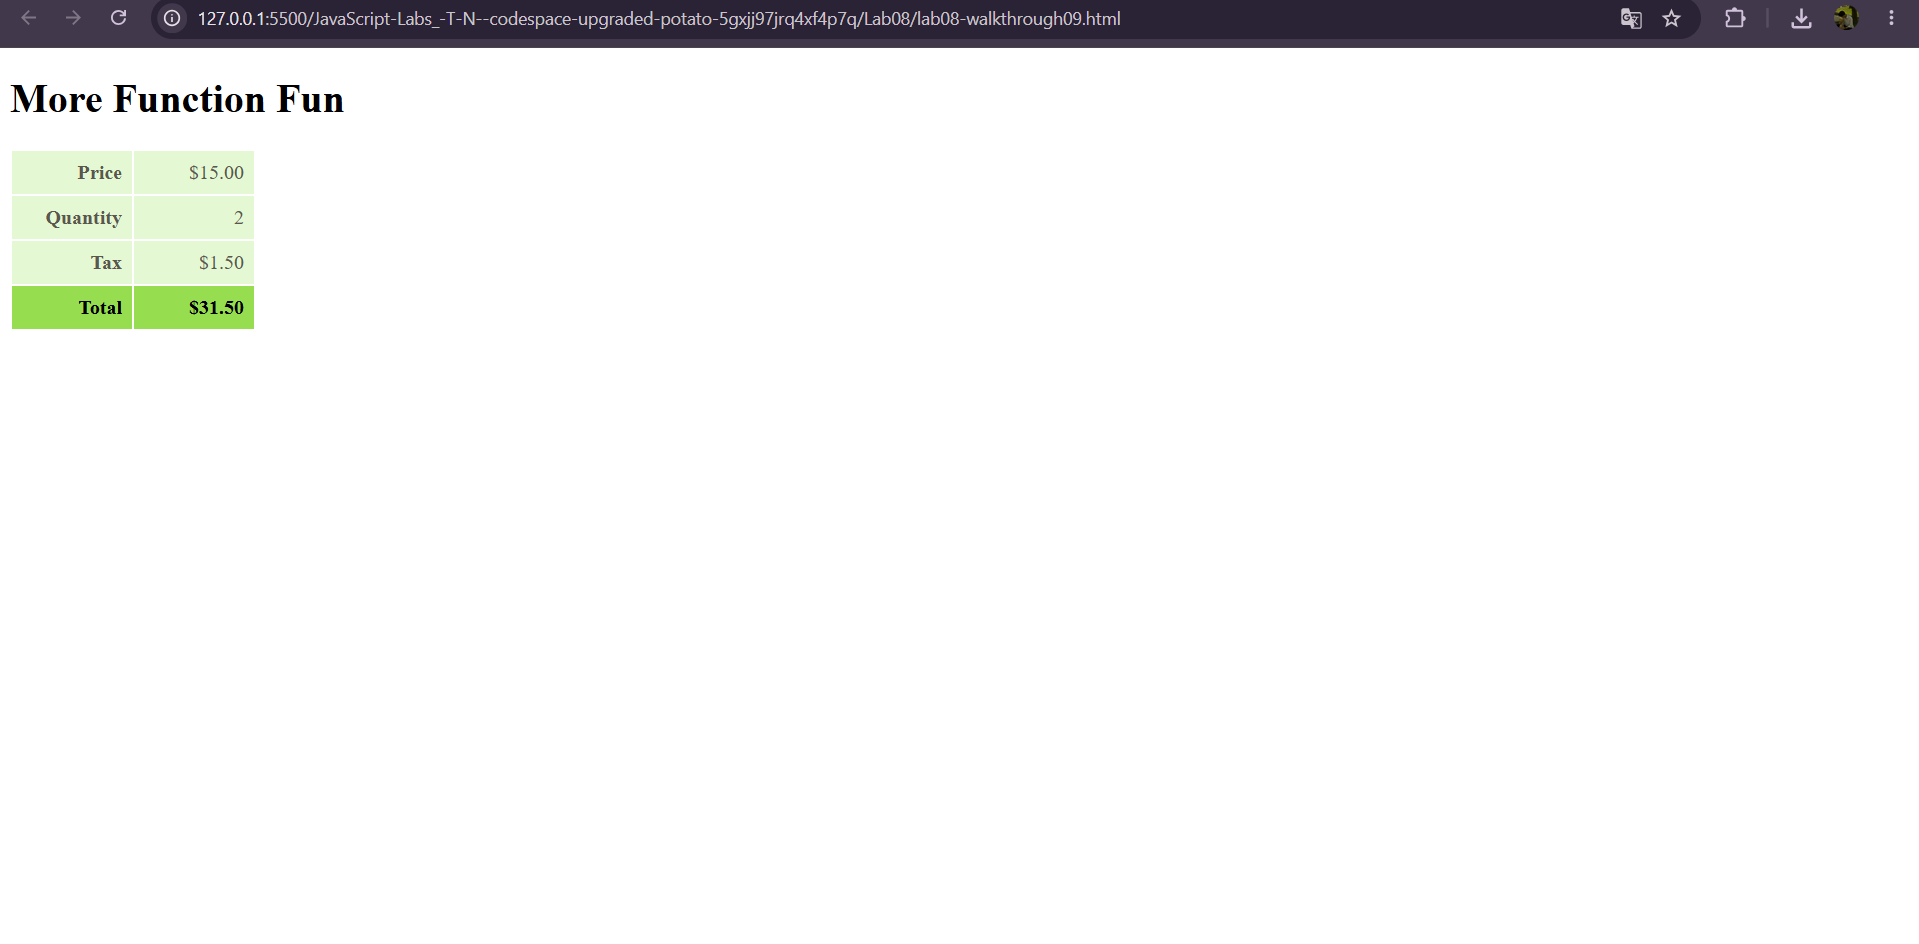 127.0.0.1:5500/JavaScript-Labs_-T-N--codespace-upgraded-potato-5gxjj97jrq4xf4p7q/Lab08/lab08-walkthrough09.html
More Function Fun
Price $15.00
Quantity 2
Tax $1.50
Total $31.50